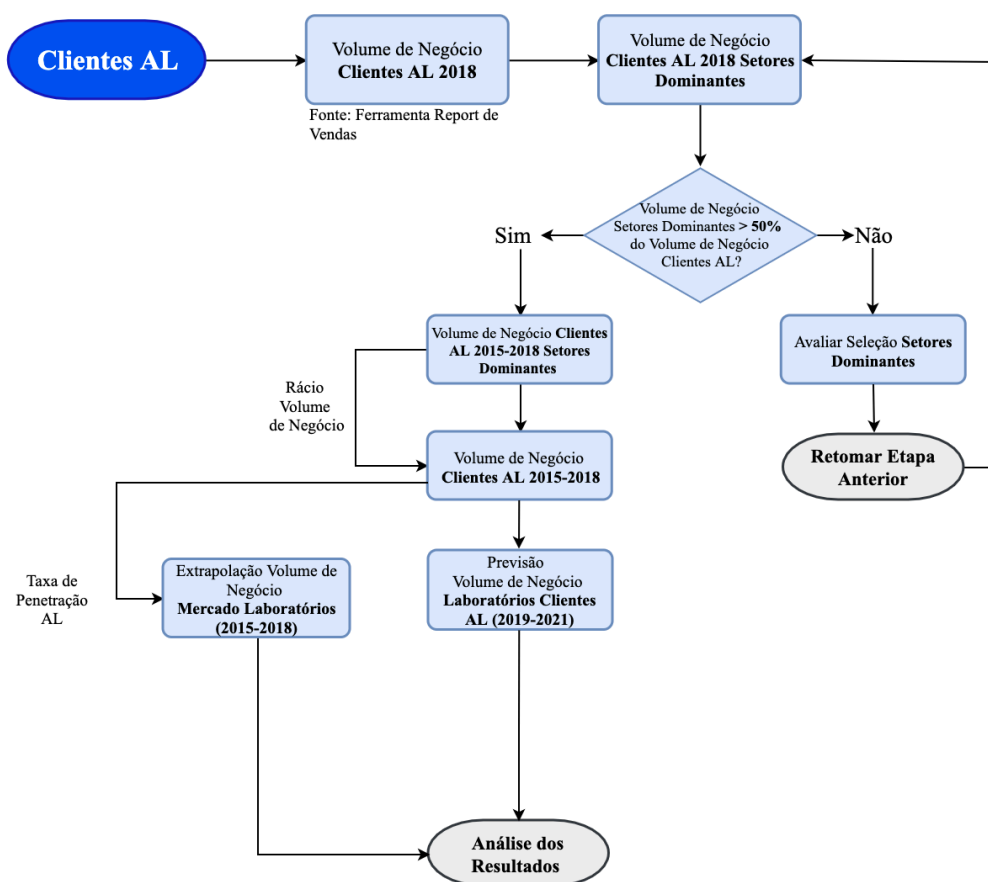 Clientes AL
Volume de Negócio
Clientes AL 2018
Fonte: Ferramenta Report de
Vendas
Volume de Negócio
Clientes AL 2018 Setores
Dominantes
Volume de Negócio
Setores Dominantes > 50%
do Volume de Negócio
Clientes AL?
Sim
Não
Volume de Negócio Clientes
AL 2015-2018 Setores
Dominantes
Avaliar Seleção Setores
Dominantes
Rácio
Volume
de Negócio
Volume de Negócio
Clientes AL 2015-2018
Retomar Etapa
Anterior
Taxa de
Penetração
AL
Extrapolação Volume de
Negócio
Mercado Laboratórios
(2015-2018)
Previsão
Volume de Negócio
Laboratórios Clientes
AL (2019-2021)
Análise dos
Resultados